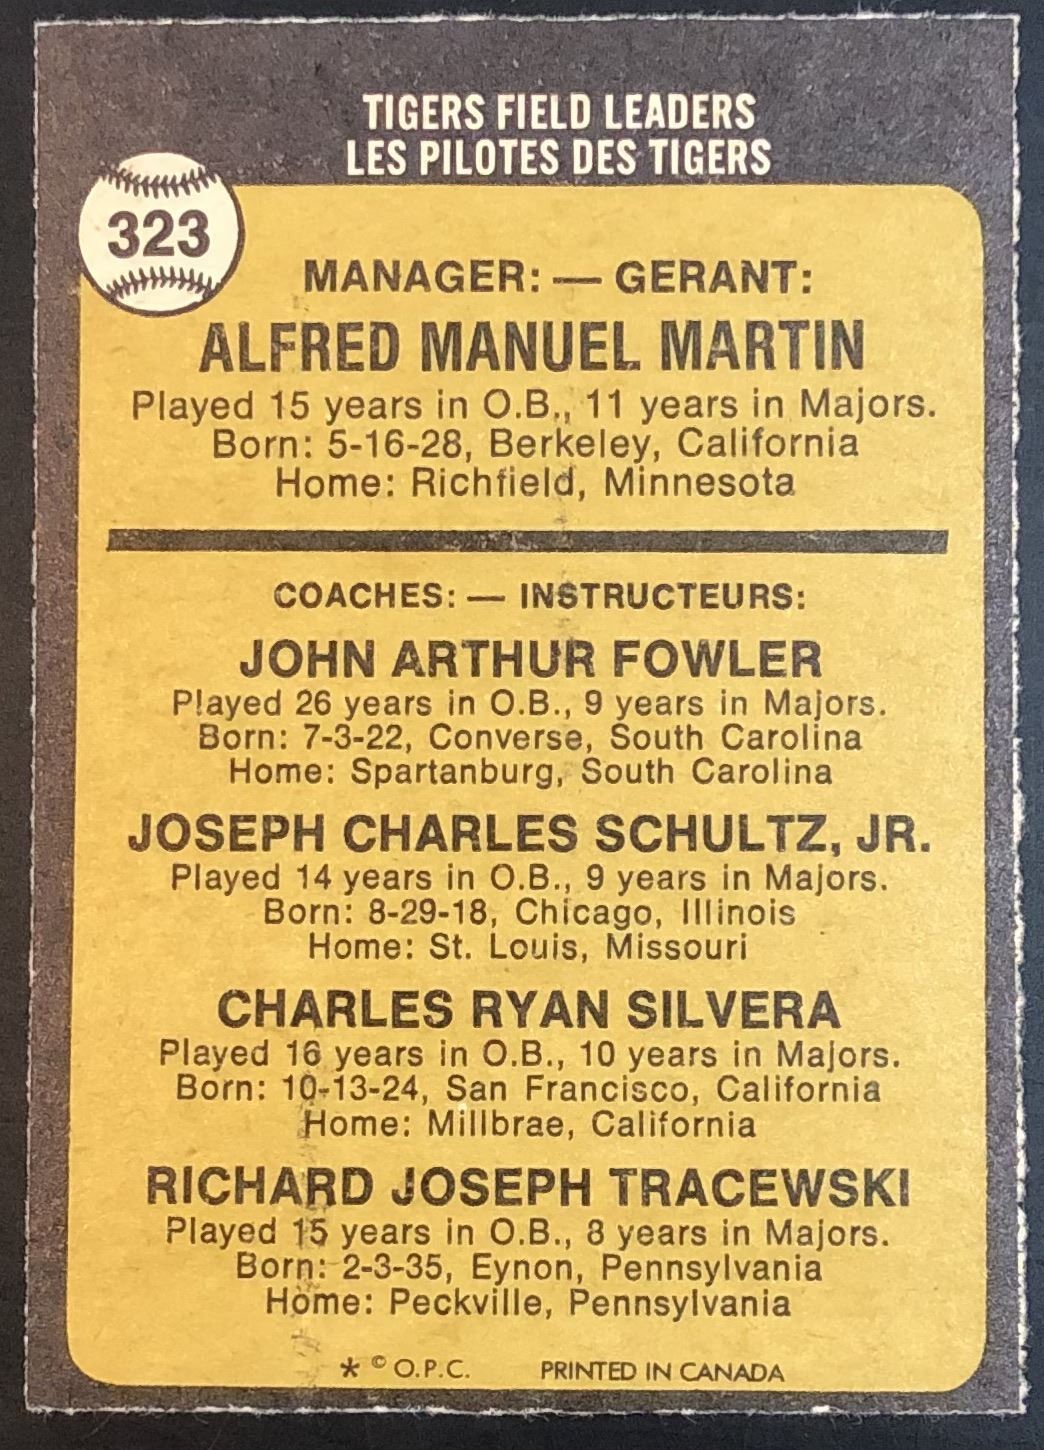 TIGERS FIELD LEADERS
LES PILOTES DES TIGERS
323
MANAGER: — GERANT:
ALFRED MANUEL MARTIN
Played 15 years in O.B., 11 years in Majors.
Born: 5-16-28, Berkeley, California
Home: Richfield, Minnesota
COACHES: — INSTRUCTEURS:
JOHN ARTHUR FOWLER
Played 26 years in O.B., 9 years in Majors.
Born: 7-3-22, Converse, South Carolina
Home: Spartanburg, South Carolina
JOSEPH CHARLES SCHULTZ, JR.
Played 14 years in O.B., 9 years in Majors.
Born: 8-29-18, Chicago, Illinois
Home: St. Louis, Missouri
CHARLES RYAN SILVERA
Played 16 years in O.B., 10 years in Majors.
Born: 10-13-24, San Francisco, California
Home: Millbrae, California
RICHARD JOSEPH TRACEWSKI
Played 15 years in O.B., 8 years in Majors.
Born: 2-3-35, Eynon, Pennsylvania
Home: Peckville, Pennsylvania
* © O.P.C. PRINTED IN CANADA